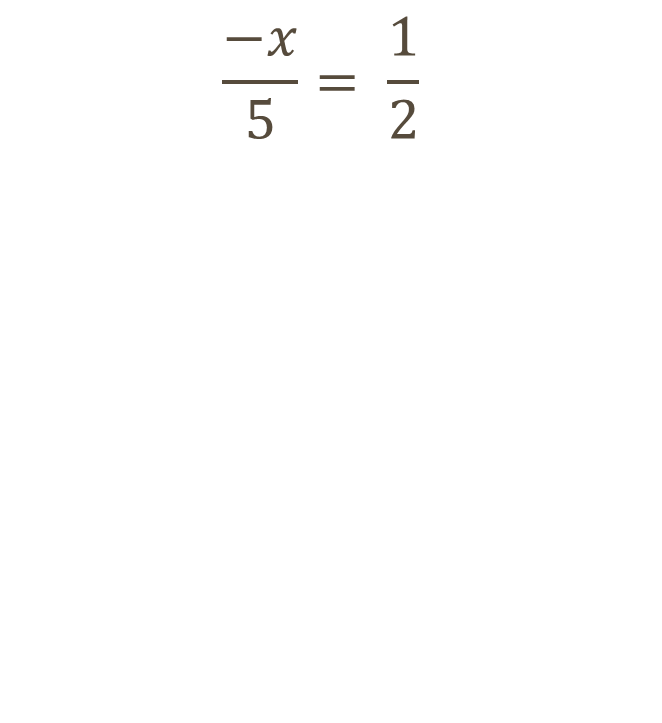 −x/5 = 1/2